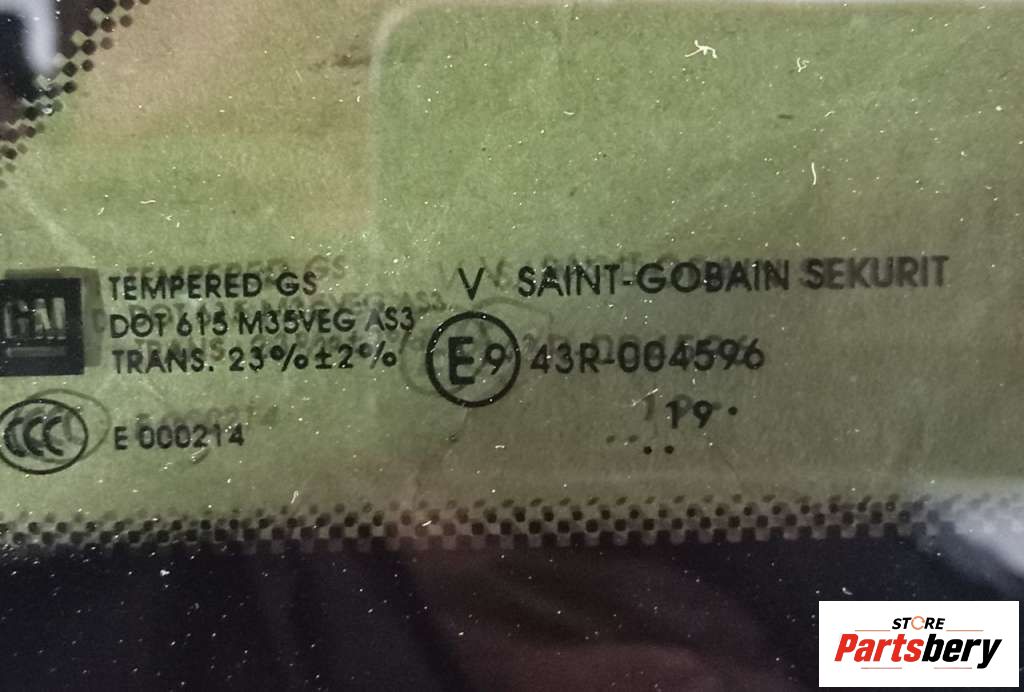 GM
TEMPERED GS
DOT 615 M35VEG AS3
TRANS. 23%±2%
CCC
E 000214
V SAINT-GOBAIN SEKURIT
E9 43R-004596
19 .
..
STORE
Partsbery